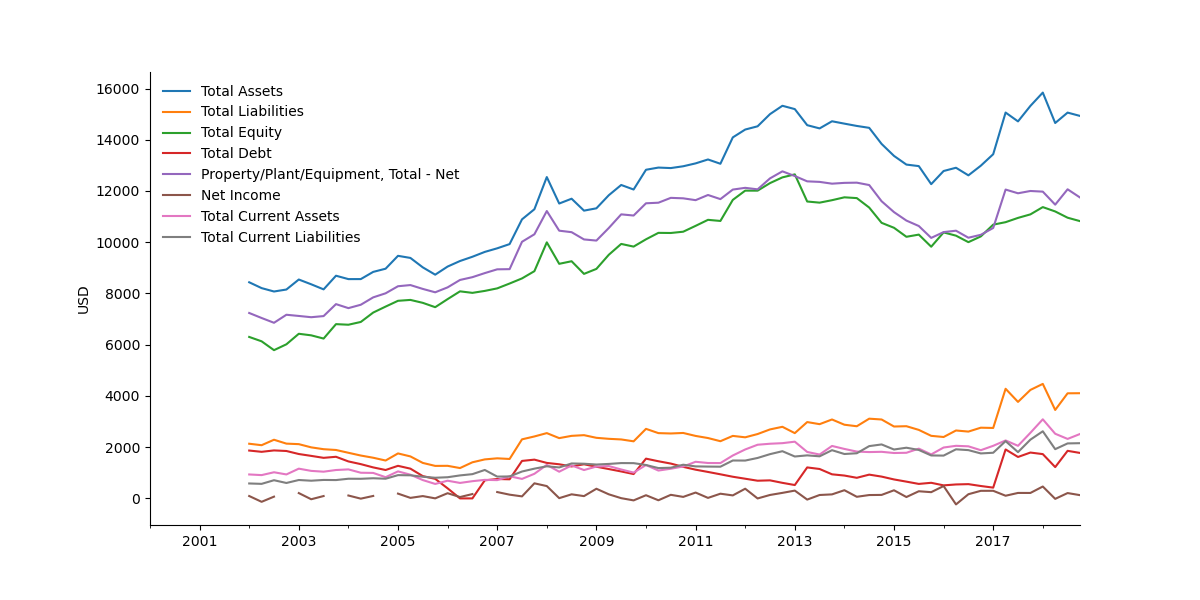 16000
14000
12000
10000
8000
6000
4000
2000
0
USD
Total Assets
Total Liabilities
Total Equity
Total Debt
Property/Plant/Equipment, Total - Net
Net Income
Total Current Assets
Total Current Liabilities
2001 2003 2005 2007 2009 2011 2013 2015 2017